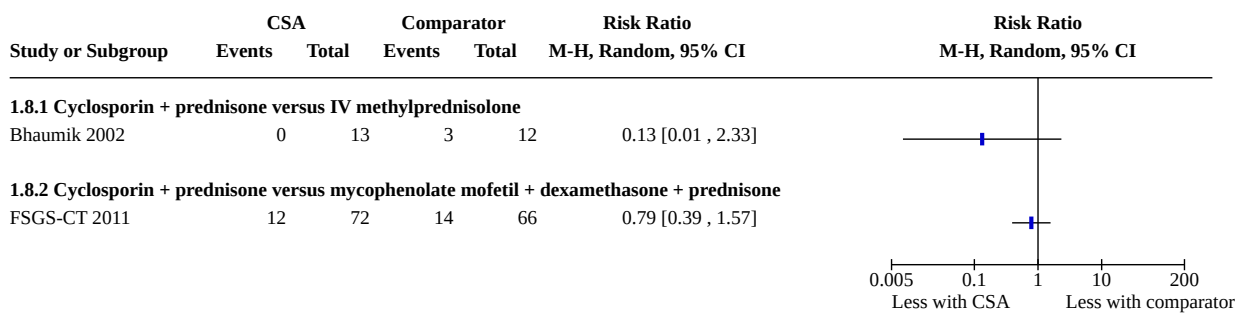 CSA Comparator Risk Ratio Risk Ratio
Study or Subgroup Events Total Events Total M-H, Random, 95% CI M-H, Random, 95% CI
1.8.1 Cyclosporin + prednisone versus IV methylprednisolone
Bhaumik 2002 0 13 3 12 0.13 [0.01 , 2.33]
1.8.2 Cyclosporin + prednisone versus mycophenolate mofetil + dexamethasone + prednisone
FSGS-CT 2011 12 72 14 66 0.79 [0.39 , 1.57]
0.005 0.1 1 10 200
Less with CSA Less with comparator